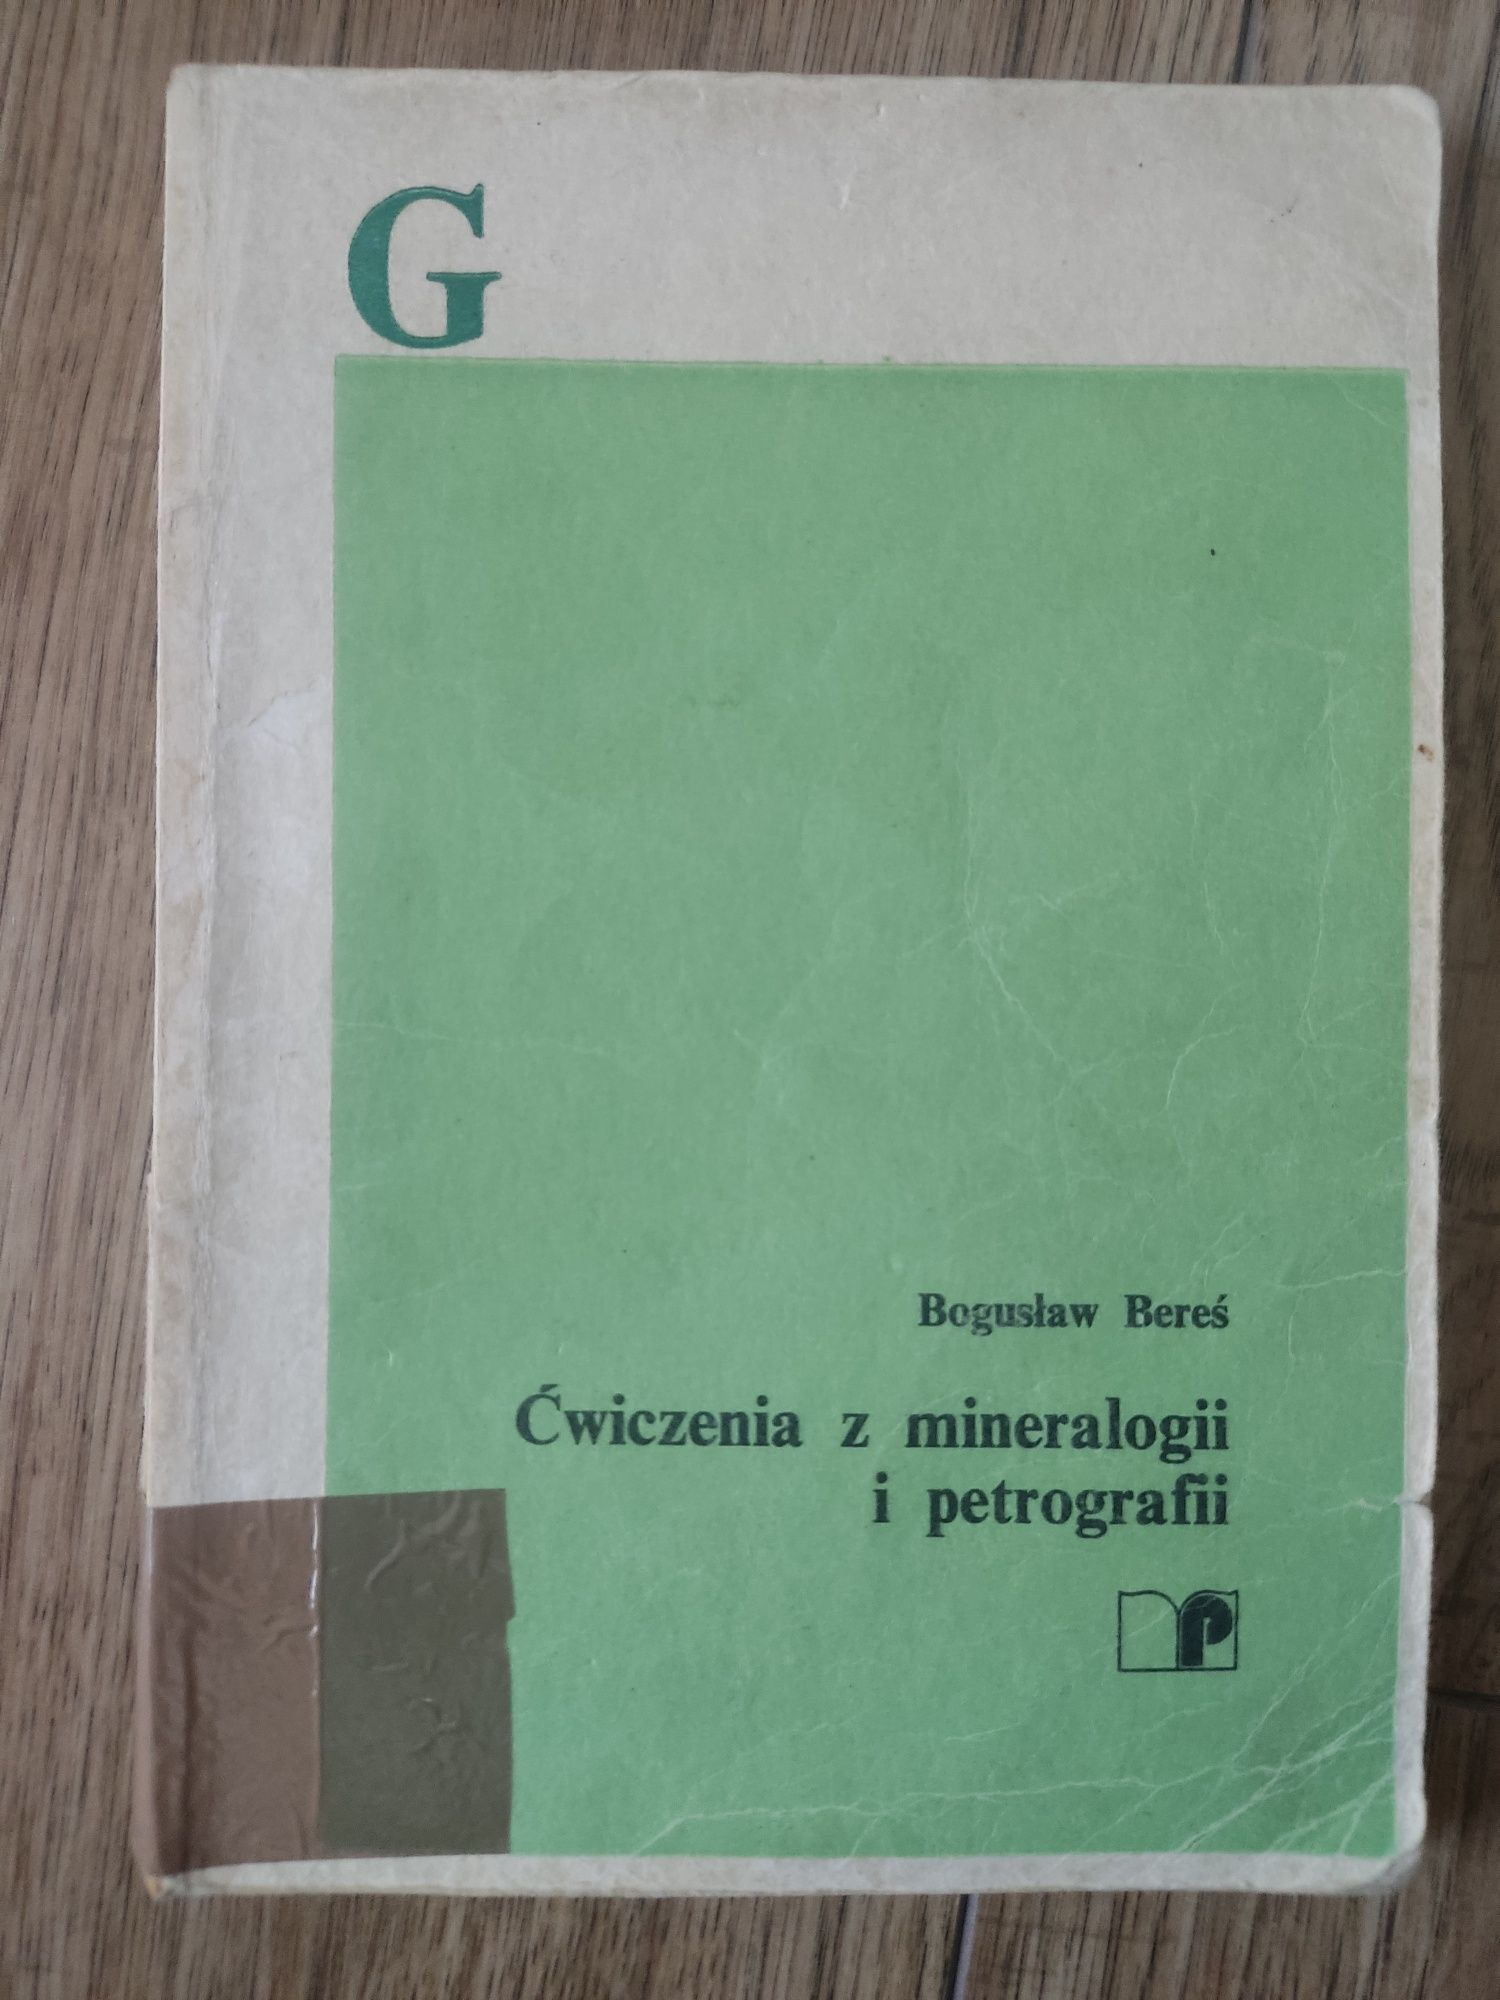 G
Bogusław Bereś
Ćwiczenia z mineralogii
i petrografii
p